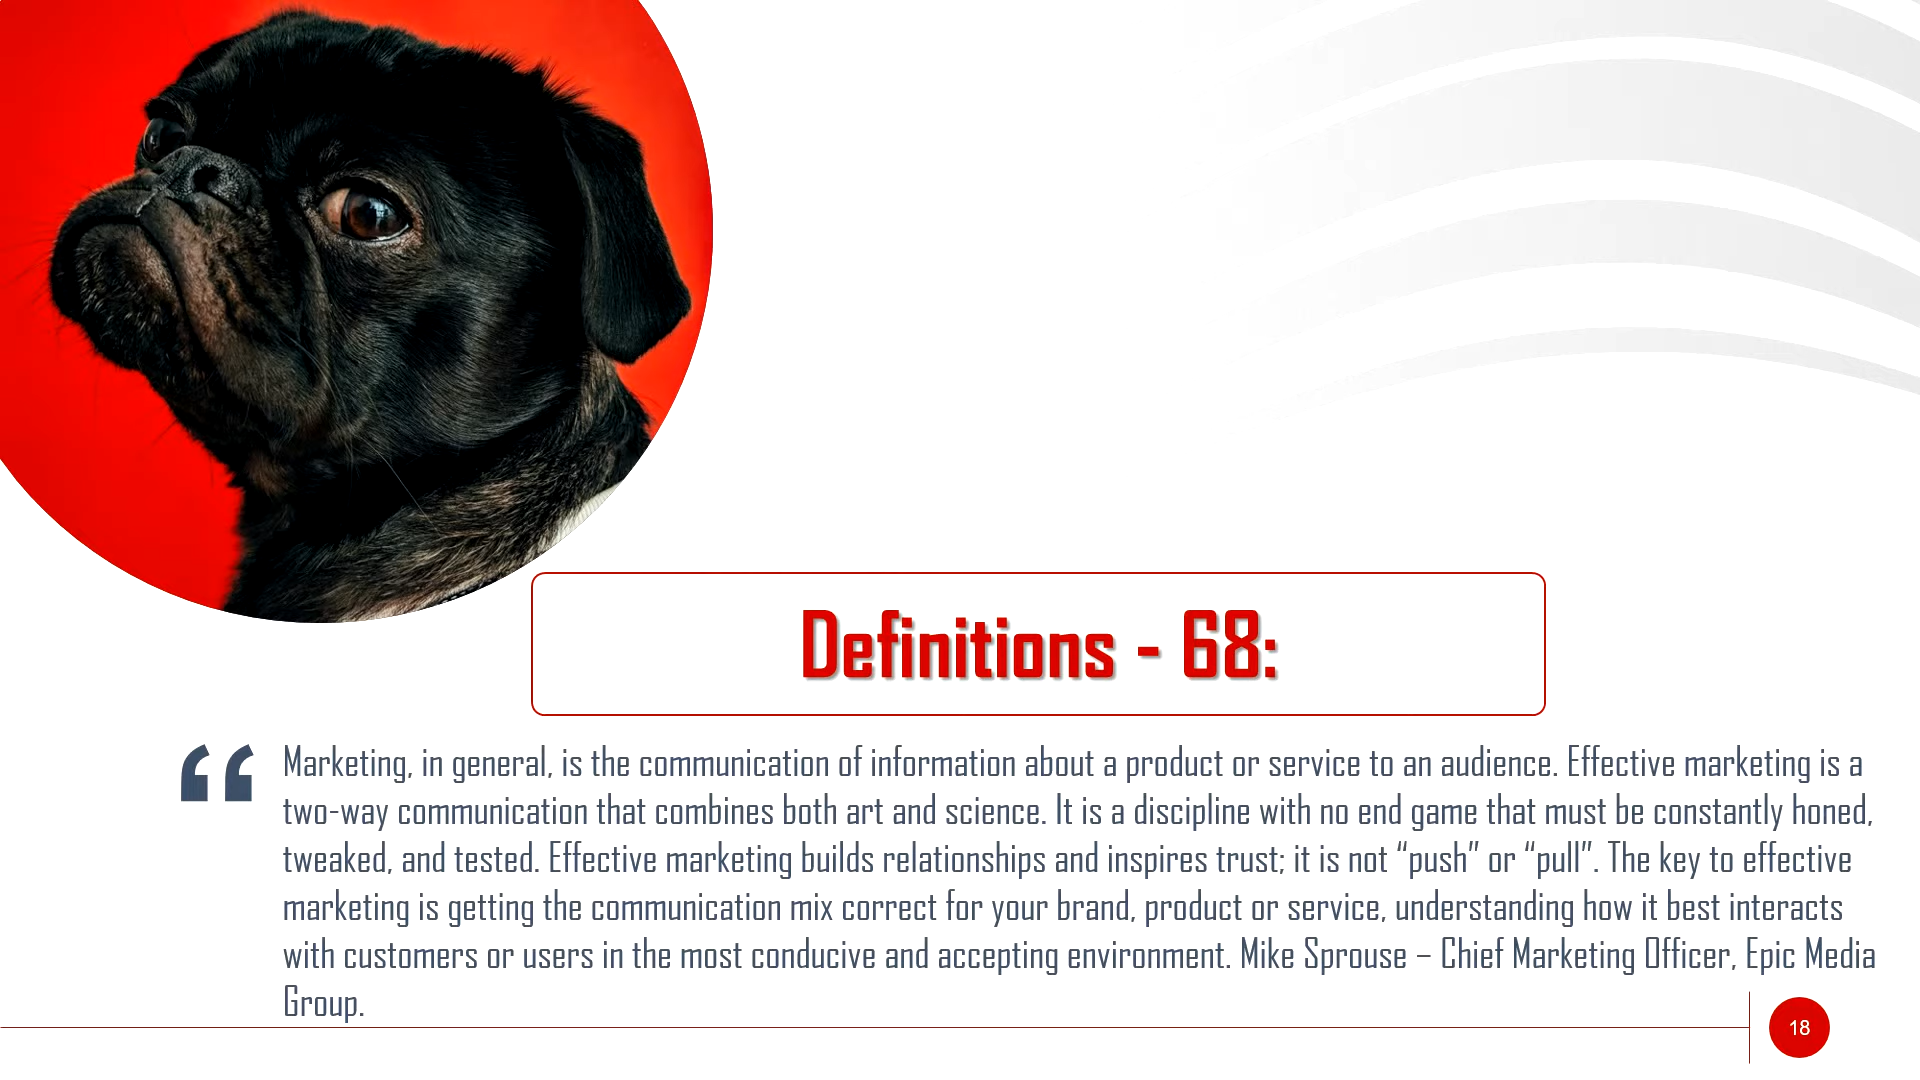 Definitions - 68:
“
Marketing, in general, is the communication of information about a product or service to an audience. Effective marketing is a
two-way communication that combines both art and science. It is a discipline with no end game that must be constantly honed,
tweaked, and tested. Effective marketing builds relationships and inspires trust; it is not “push” or “pull”. The key to effective
marketing is getting the communication mix correct for your brand, product or service, understanding how it best interacts
with customers or users in the most conducive and accepting environment. Mike Sprouse – Chief Marketing Officer, Epic Media
Group.
18